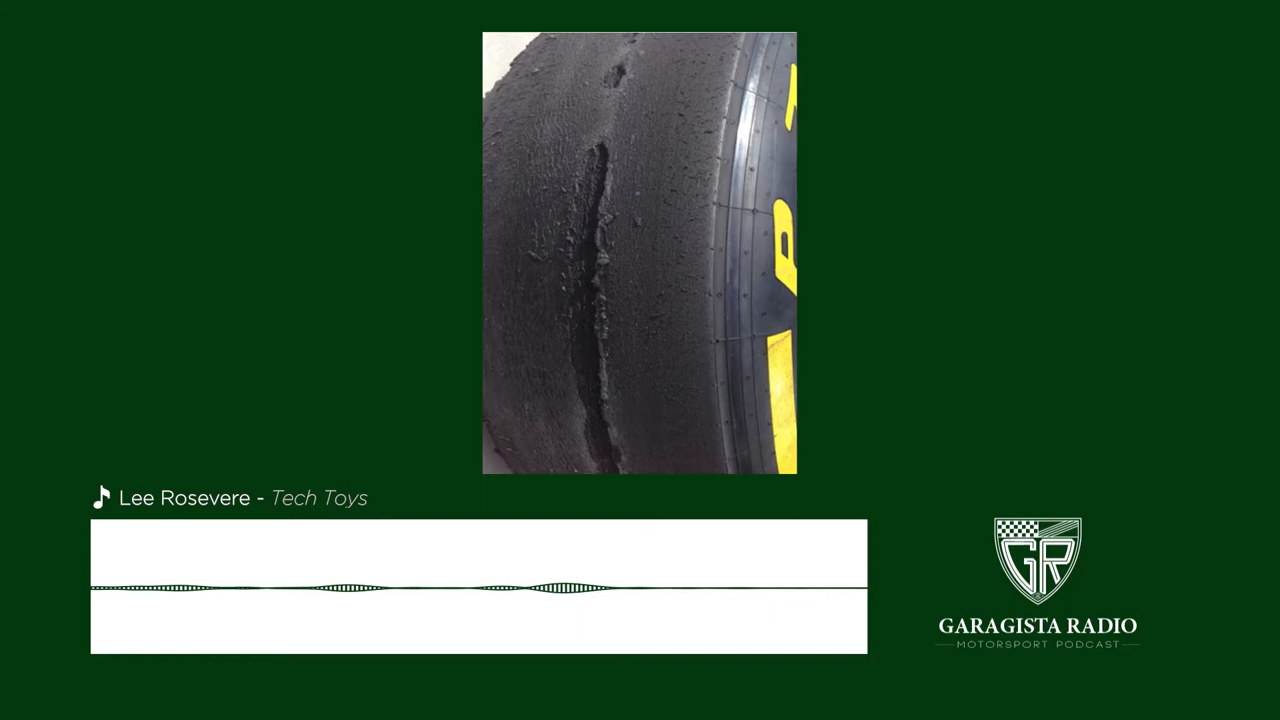 P
Lee Rosevere - Tech Toys
GR
GARAGISTA RADIO
MOTORSPORT PODCAST